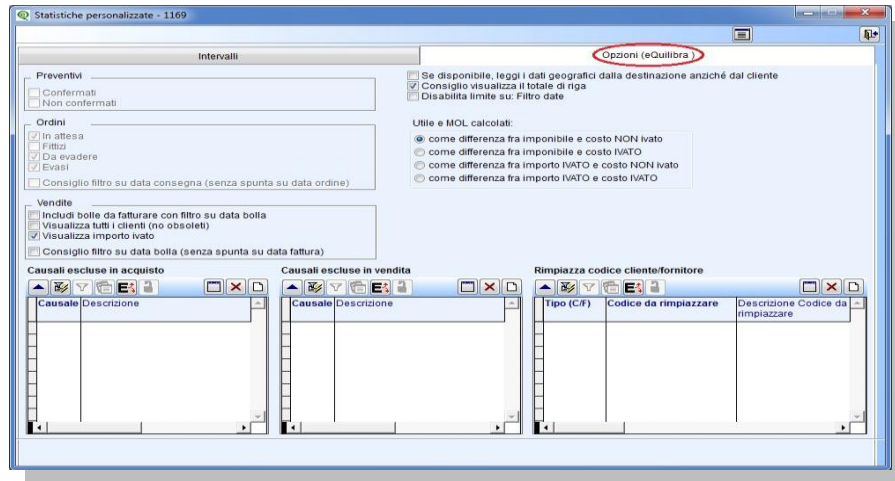 Statistiche personalizzate - 1169
Intervalli
Opzioni (eQuilibra )
Preventivi
Confermati
Non confermati
Ordini
In attesa
Fittizi
Da evadere
Evasi
Consiglio filtro su data consegna (senza spunta su data ordine)
Vendite
Includi bolle da fatturare con filtro su data bolla
Visualizza tutti i clienti (no obsoleti)
Visualizza importo ivato
Consiglio filtro su data bolla (senza spunta su data fattura)
Se disponibile, leggi i dati geografici dalla destinazione anziché dal cliente
Consiglio visualizza il totale di riga
Disabilita limite su: Filtro date
Utile e MOL calcolati:
come differenza fra imponibile e costo NON ivato
come differenza fra imponibile e costo IVATO
come differenza fra importo IVATO e costo NON ivato
come differenza fra importo IVATO e costo IVATO
Causali escluse in acquisto
Causale Descrizione
Causali escluse in vendita
Causale Descrizione
Rimpiazza codice cliente/fornitore
Tipo (C/F) Codice da rimpiazzare Descrizione Codice da
rimpiazzare